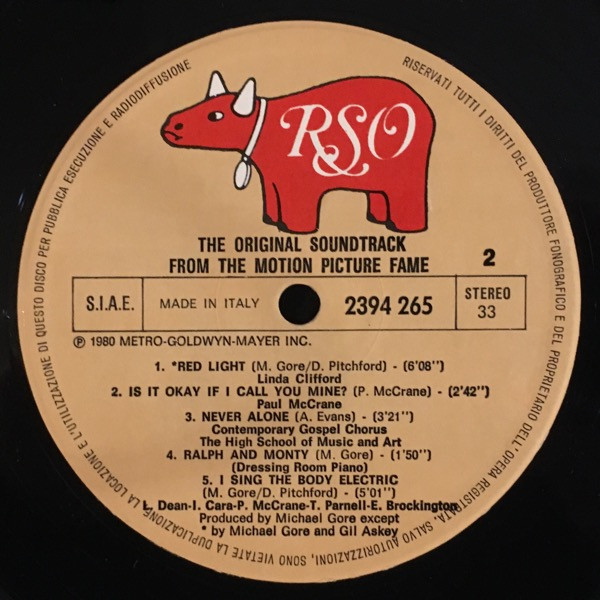 RSO
THE ORIGINAL SOUNDTRACK
FROM THE MOTION PICTURE FAME
2
S.I.A.E.
MADE IN ITALY
2394 265
STEREO
33
℗ 1980 METRO-GOLDWYN-MAYER INC.
1. *RED LIGHT (M. Gore/D. Pitchford) - (6'08'')
Linda Clifford
2. IS IT OKAY IF I CALL YOU MINE? (P. McCrane) - (2'42'')
Paul McCrane
3. NEVER ALONE (A. Evans) - (3'21'')
Contemporary Gospel Chorus
The High School of Music and Art
4. RALPH AND MONTY (M. Gore) - (1'50'')
(Dressing Room Piano)
5. I SING THE BODY ELECTRIC
(M. Gore/D. Pitchford) - (5'01'')
L. Dean-I. Cara-P. McCrane-T. Parnell-E. Brockington
Produced by Michael Gore except
* by Michael Gore and Gil Askey
RISERVATI TUTTI I DIRITTI DEL PRODUTTORE FONOGRAFICO E DEL PROPRIETARIO DELL'OPERA REGISTRATA. SALVO AUTORIZZAZIONI, SONO VIETATE LA DUPLICAZIONE LA LOCAZIONE E L'UTILIZZAZIONE DI QUESTO DISCO PER PUBBLICA ESECUZIONE E RADIODIFFUSIONE